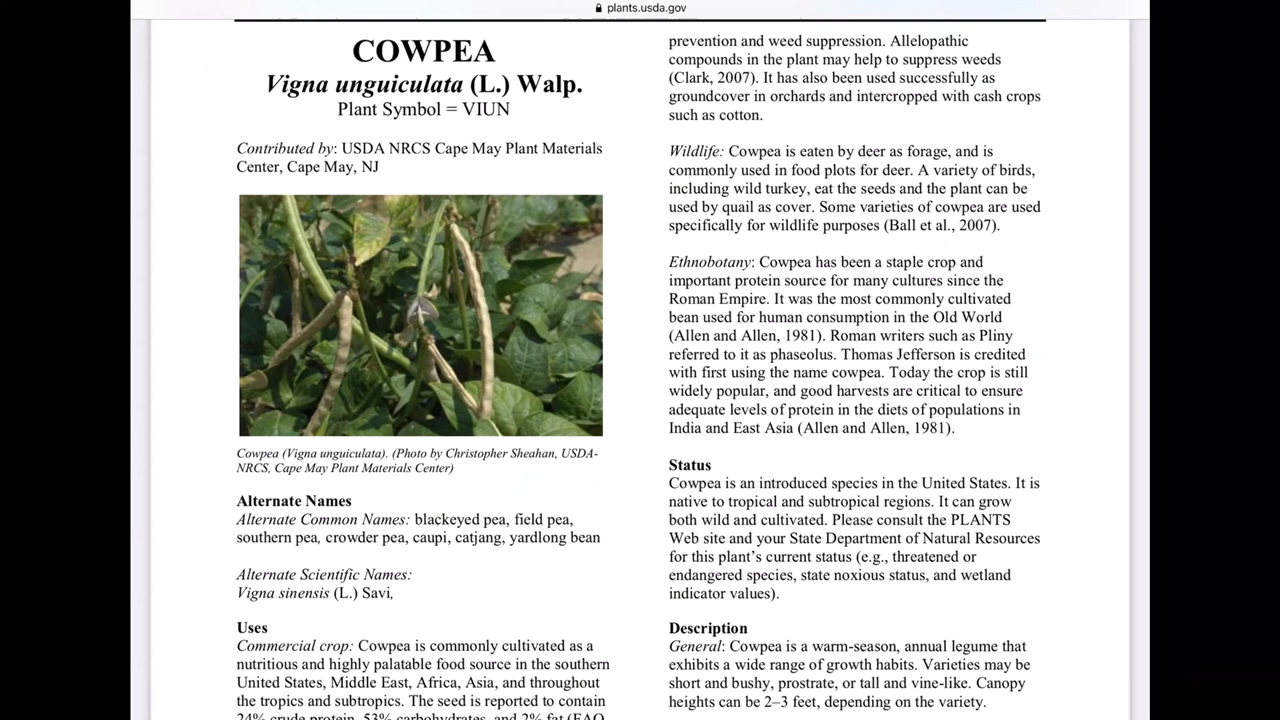 plants.usda.gov
COWPEA
Vigna unguiculata (L.) Walp.
Plant Symbol = VIUN
Contributed by: USDA NRCS Cape May Plant Materials
Center, Cape May, NJ
Cowpea (Vigna unguiculata). (Photo by Christopher Sheahan, USDA-
NRCS, Cape May Plant Materials Center)
Alternate Names
Alternate Common Names: blackeyed pea, field pea,
southern pea, crowder pea, caupi, catjang, yardlong bean
Alternate Scientific Names:
Vigna sinensis (L.) Savi,
Uses
Commercial crop: Cowpea is commonly cultivated as a
nutritious and highly palatable food source in the southern
United States, Middle East, Africa, Asia, and throughout
the tropics and subtropics. The seed is reported to contain
24% crude protein, 53% carbohydrates, and 2% fat (FAO
prevention and weed suppression. Allelopathic
compounds in the plant may help to suppress weeds
(Clark, 2007). It has also been used successfully as
groundcover in orchards and intercropped with cash crops
such as cotton.
Wildlife: Cowpea is eaten by deer as forage, and is
commonly used in food plots for deer. A variety of birds,
including wild turkey, eat the seeds and the plant can be
used by quail as cover. Some varieties of cowpea are used
specifically for wildlife purposes (Ball et al., 2007).
Ethnobotany: Cowpea has been a staple crop and
important protein source for many cultures since the
Roman Empire. It was the most commonly cultivated
bean used for human consumption in the Old World
(Allen and Allen, 1981). Roman writers such as Pliny
referred to it as phaseolus. Thomas Jefferson is credited
with first using the name cowpea. Today the crop is still
widely popular, and good harvests are critical to ensure
adequate levels of protein in the diets of populations in
India and East Asia (Allen and Allen, 1981).
Status
Cowpea is an introduced species in the United States. It is
native to tropical and subtropical regions. It can grow
both wild and cultivated. Please consult the PLANTS
Web site and your State Department of Natural Resources
for this plant’s current status (e.g., threatened or
endangered species, state noxious status, and wetland
indicator values).
Description
General: Cowpea is a warm-season, annual legume that
exhibits a wide range of growth habits. Varieties may be
short and bushy, prostrate, or tall and vine-like. Canopy
heights can be 2–3 feet, depending on the variety.